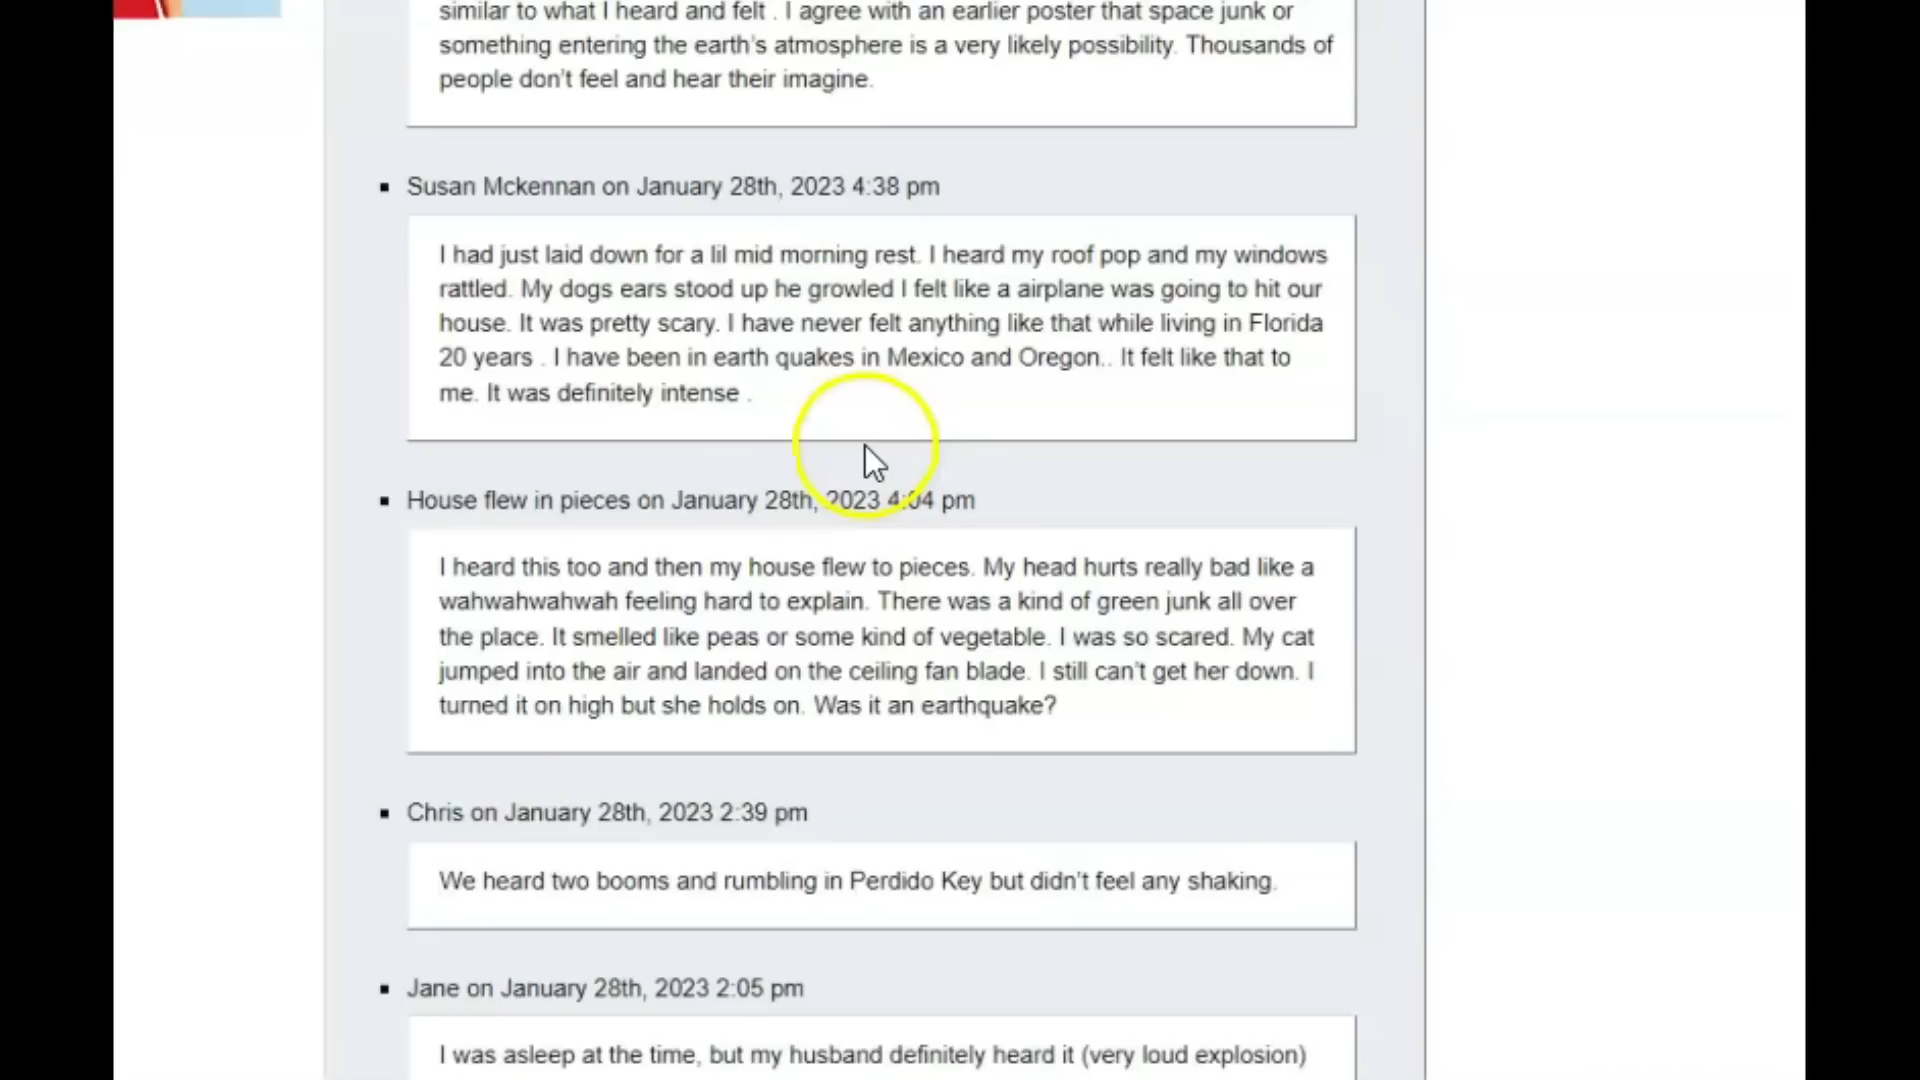 similar to what I heard and felt . I agree with an earlier poster that space junk or
something entering the earth's atmosphere is a very likely possibility. Thousands of
people don't feel and hear their imagine.
Susan Mckennan on January 28th, 2023 4:38 pm
I had just laid down for a lil mid morning rest. I heard my roof pop and my windows
rattled. My dogs ears stood up he growled I felt like a airplane was going to hit our
house. It was pretty scary. I have never felt anything like that while living in Florida
20 years . I have been in earth quakes in Mexico and Oregon.. It felt like that to
me. It was definitely intense .
House flew in pieces on January 28th, 2023 4:04 pm
I heard this too and then my house flew to pieces. My head hurts really bad like a
wahwahwahwah feeling hard to explain. There was a kind of green junk all over
the place. It smelled like peas or some kind of vegetable. I was so scared. My cat
jumped into the air and landed on the ceiling fan blade. I still can't get her down. I
turned it on high but she holds on. Was it an earthquake?
Chris on January 28th, 2023 2:39 pm
We heard two booms and rumbling in Perdido Key but didn't feel any shaking.
Jane on January 28th, 2023 2:05 pm
I was asleep at the time, but my husband definitely heard it (very loud explosion)